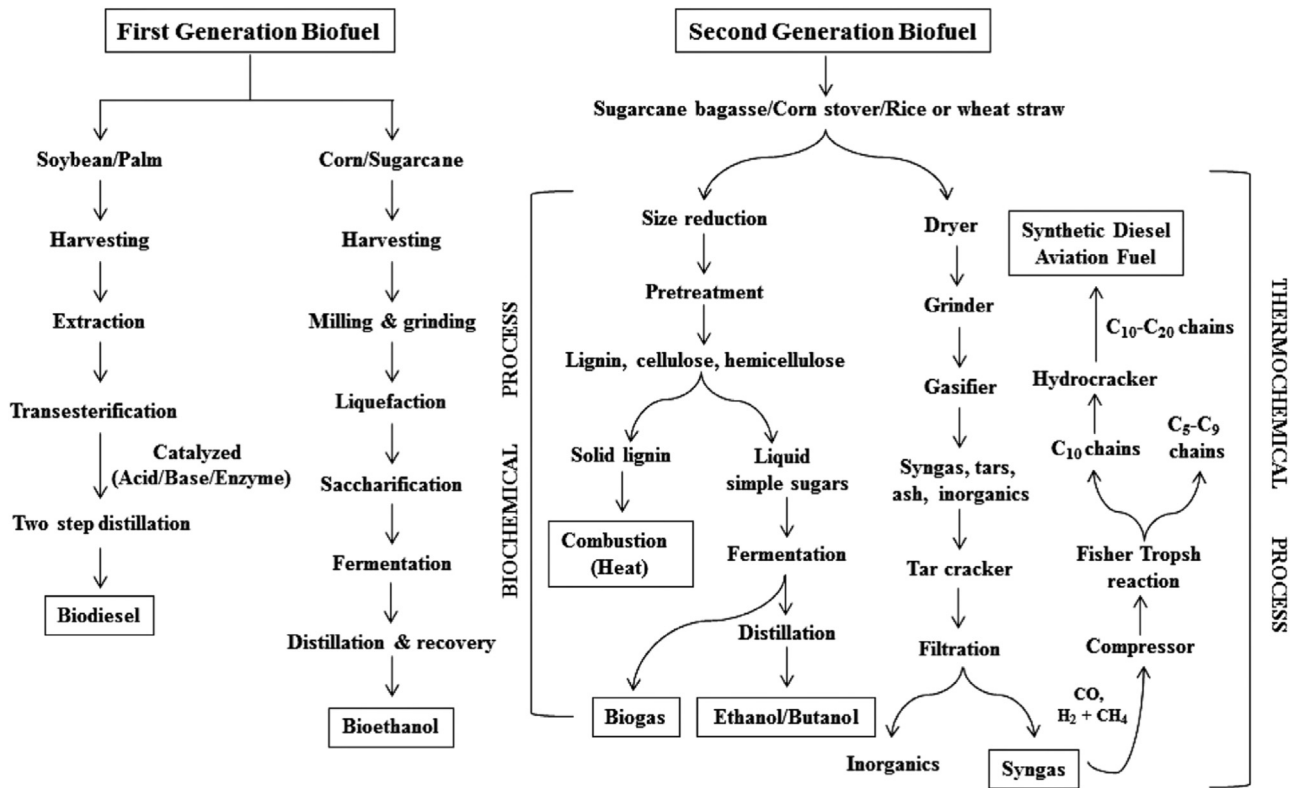 First Generation Biofuel
Soybean/Palm
Harvesting
Extraction
Transesterification
Catalyzed
(Acid/Base/Enzyme)
Two step distillation
Biodiesel
Corn/Sugarcane
Harvesting
Milling & grinding
Liquefaction
Saccharification
Fermentation
Distillation & recovery
Bioethanol
Second Generation Biofuel
Sugarcane bagasse/Corn stover/Rice or wheat straw
BIOCHEMICAL PROCESS
Size reduction
Pretreatment
Lignin, cellulose, hemicellulose
Solid lignin
Combustion
(Heat)
Liquid
simple sugars
Fermentation
Distillation
Biogas
Ethanol/Butanol
Dryer
Grinder
Gasifier
Syngas, tars,
ash, inorganics
Tar cracker
Filtration
Inorganics
Syngas
CO,
H₂ + CH₄
Compressor
Fisher Tropsh
reaction
C₁₀ chains
C₅-C₉
chains
Hydrocracker
C₁₀-C₂₀ chains
Synthetic Diesel
Aviation Fuel
THERMOCHEMICAL PROCESS